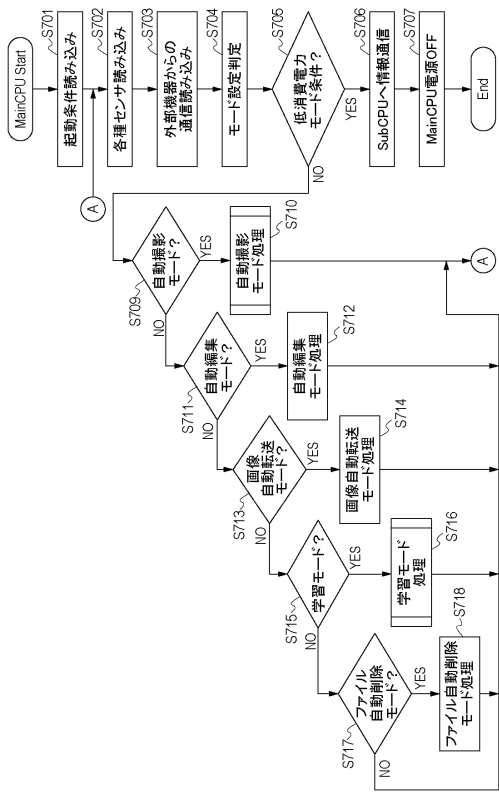 MainCPU Start
S701
起動条件読み込み
S702
各種センサ読み込み
S703
外部機器からの
通信読み込み
S704
モード設定判定
S705
低消費電力
モード条件？
YES
NO
S706
SubCPUへ情報通信
S707
MainCPU電源OFF
End
A
S709
自動撮影
モード？
YES
NO
S710
自動撮影
モード処理
A
S711
自動編集
モード？
YES
NO
S712
自動編集
モード処理
S713
画像
自動転送
モード？
YES
NO
S714
画像自動転送
モード処理
S715
学習モード？
YES
NO
S716
学習モード
処理
S717
ファイル
自動削除
モード？
YES
NO
S718
ファイル自動削除
モード処理